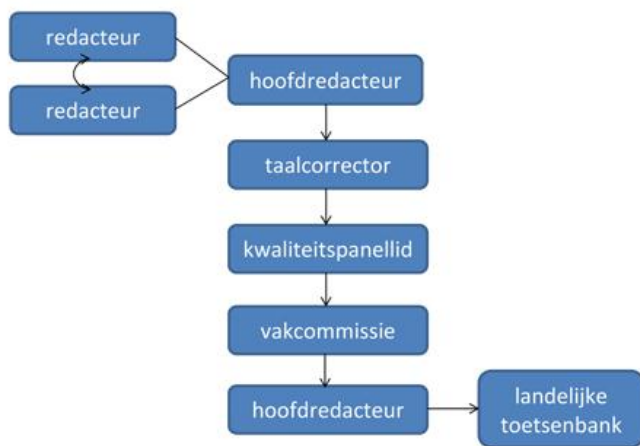 redacteur
redacteur
hoofdredacteur
taalcorrector
kwaliteitspanellid
vakcommissie
hoofdredacteur
landelijke
toetsenbank